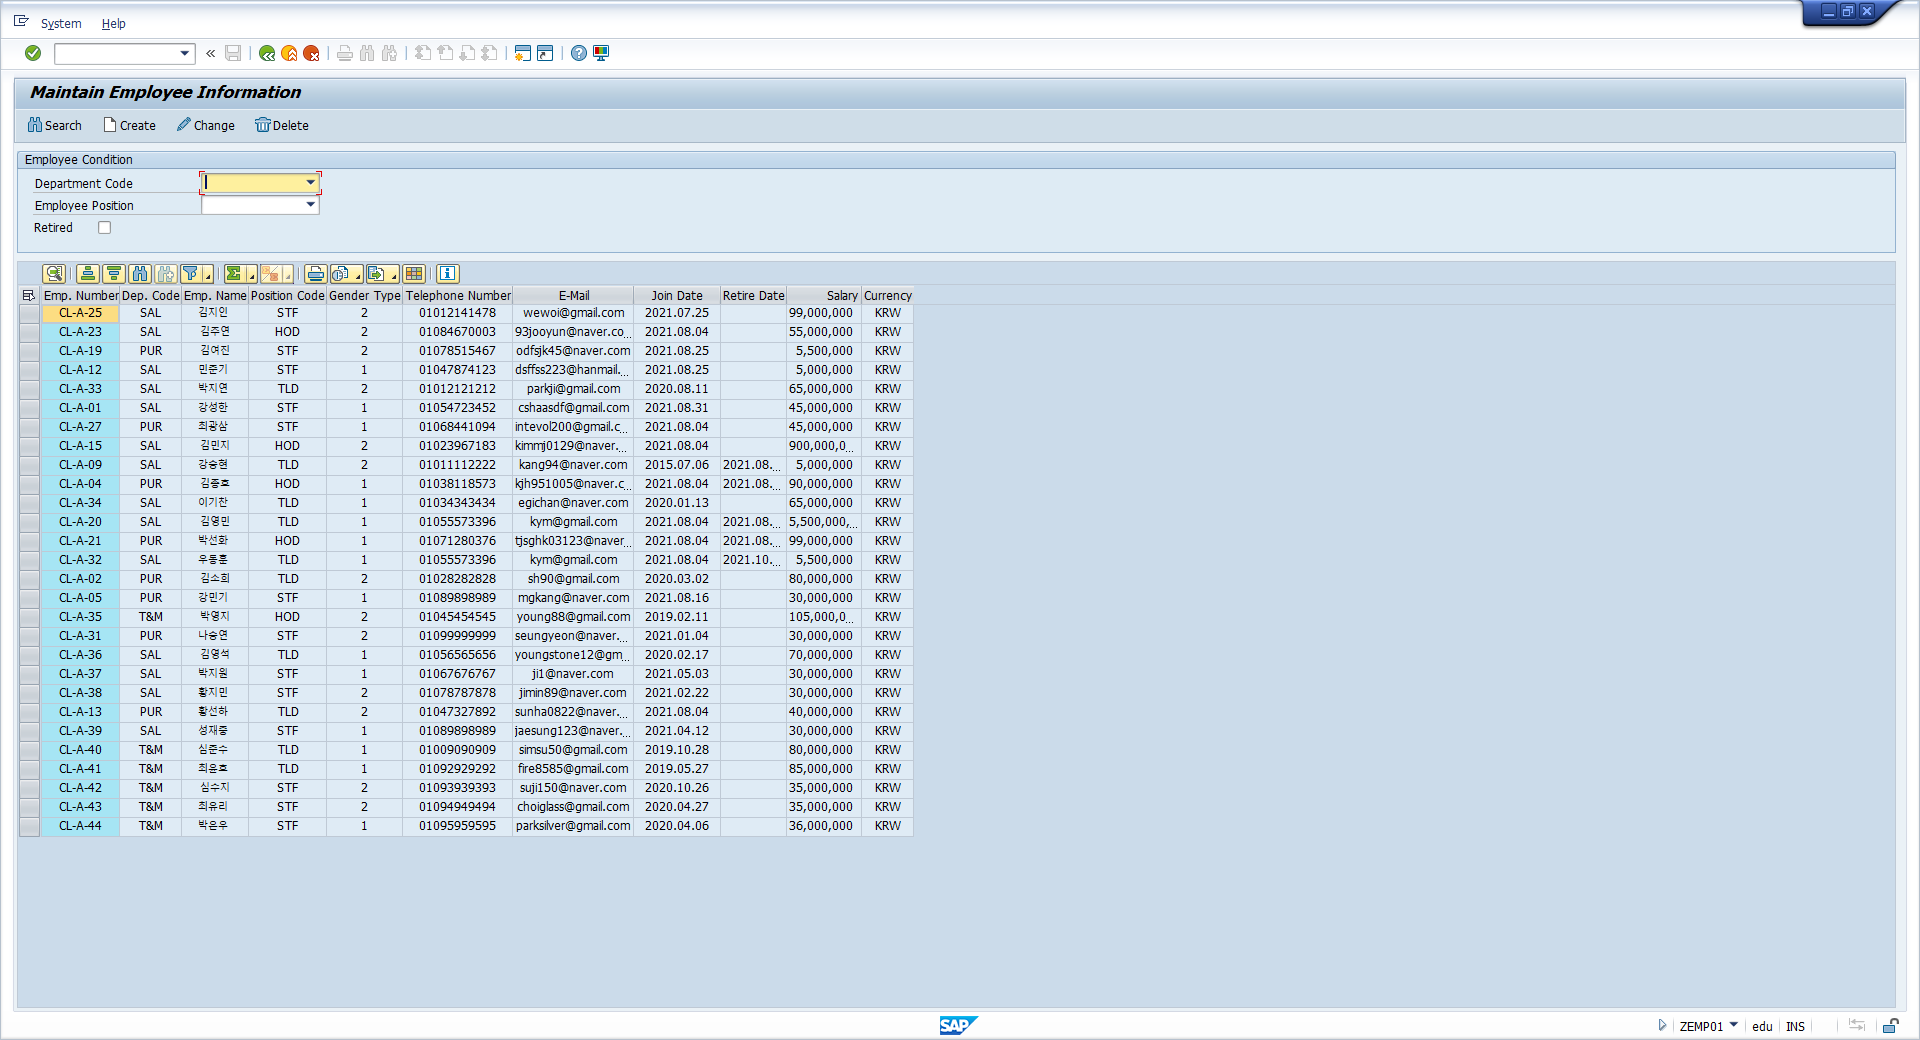 System Help
Maintain Employee Information
Search Create Change Delete
Employee Condition
Department Code
Employee Position
Retired
Emp. Number Dep. Code Emp. Name Position Code Gender Type Telephone Number E-Mail Join Date Retire Date Salary Currency
CL-A-25 SAL 김지인 STF 2 01012141478 wewoi@gmail.com 2021.07.25 99,000,000 KRW
CL-A-23 SAL 김주연 HOD 2 01084670003 93jooyun@naver.co... 2021.08.04 55,000,000 KRW
CL-A-19 PUR 김여진 STF 2 01078515467 odfsjk45@naver.com 2021.08.25 5,500,000 KRW
CL-A-12 SAL 민준기 STF 1 01047874123 dsffss223@hanmail.... 2021.08.25 5,000,000 KRW
CL-A-33 SAL 박지연 TLD 2 01012121212 parkji@gmail.com 2020.08.11 65,000,000 KRW
CL-A-01 SAL 강성한 STF 1 01054723452 cshaasdf@gmail.com 2021.08.31 45,000,000 KRW
CL-A-27 PUR 최광삼 STF 1 01068441094 intevol200@gmail.c... 2021.08.04 45,000,000 KRW
CL-A-15 SAL 김민지 HOD 2 01023967183 kimmj0129@naver.... 2021.08.04 900,000,0... KRW
CL-A-09 SAL 강승현 TLD 2 01011112222 kang94@naver.com 2015.07.06 2021.08.... 5,000,000 KRW
CL-A-04 PUR 김종호 HOD 1 01038118573 kjh951005@naver.c... 2021.08.04 2021.08.... 90,000,000 KRW
CL-A-34 SAL 이기찬 TLD 1 01034343434 egichan@naver.com 2020.01.13 65,000,000 KRW
CL-A-20 SAL 김영민 TLD 1 01055573396 kym@gmail.com 2021.08.04 2021.08.... 5,500,000,... KRW
CL-A-21 PUR 박선화 HOD 1 01071280376 tjsghk03123@naver... 2021.08.04 2021.08.... 99,000,000 KRW
CL-A-32 SAL 우동훈 TLD 1 01055573396 kym@gmail.com 2021.08.04 2021.10.... 5,500,000 KRW
CL-A-02 PUR 김소희 TLD 2 01028282828 sh90@gmail.com 2020.03.02 80,000,000 KRW
CL-A-05 PUR 강민기 STF 1 01089898989 mgkang@naver.com 2021.08.16 30,000,000 KRW
CL-A-35 T&M 박영지 HOD 2 01045454545 young88@gmail.com 2019.02.11 105,000,0... KRW
CL-A-31 PUR 나승연 STF 2 01099999999 seungyeon@naver.... 2021.01.04 30,000,000 KRW
CL-A-36 SAL 김영석 TLD 1 01056565656 youngstone12@gm... 2020.02.17 70,000,000 KRW
CL-A-37 SAL 박지원 STF 1 01067676767 ji1@naver.com 2021.05.03 30,000,000 KRW
CL-A-38 SAL 황지민 STF 2 01078787878 jimin89@naver.com 2021.02.22 30,000,000 KRW
CL-A-13 PUR 황선하 TLD 2 01047327892 sunha0822@naver.... 2021.08.04 40,000,000 KRW
CL-A-39 SAL 성재중 STF 1 01089898989 jaesung123@naver.... 2021.04.12 30,000,000 KRW
CL-A-40 T&M 심준수 TLD 1 01009090909 simsu50@gmail.com 2019.10.28 80,000,000 KRW
CL-A-41 T&M 최윤호 TLD 1 01092929292 fire8585@gmail.com 2019.05.27 85,000,000 KRW
CL-A-42 T&M 심수지 STF 2 01093939393 suji150@naver.com 2020.10.26 35,000,000 KRW
CL-A-43 T&M 최유리 STF 2 01094949494 choiglass@gmail.com 2020.04.27 35,000,000 KRW
CL-A-44 T&M 박은우 STF 1 01095959595 parksilver@gmail.com 2020.04.06 36,000,000 KRW
SAP ZEMP01 edu INS